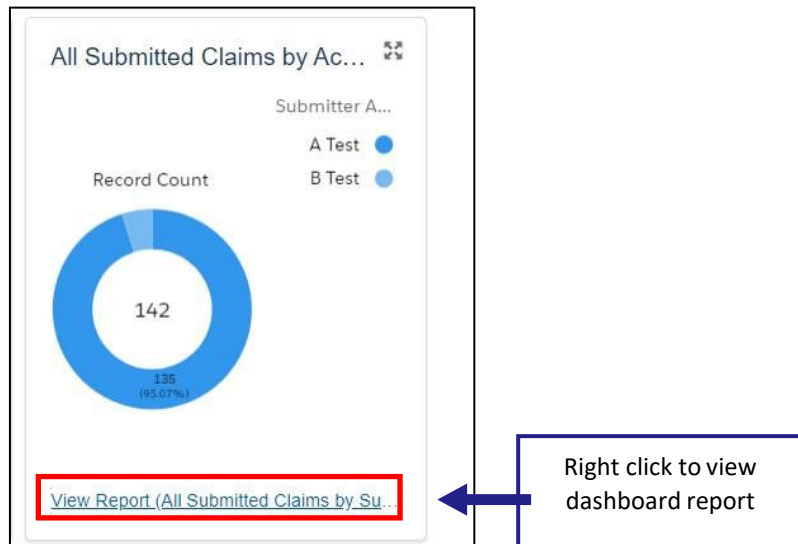 All Submitted Claims by Ac...
Submitter A...
A Test
B Test
Record Count
142
135
(95.07%)
View Report (All Submitted Claims by Su...
Right click to view
dashboard report